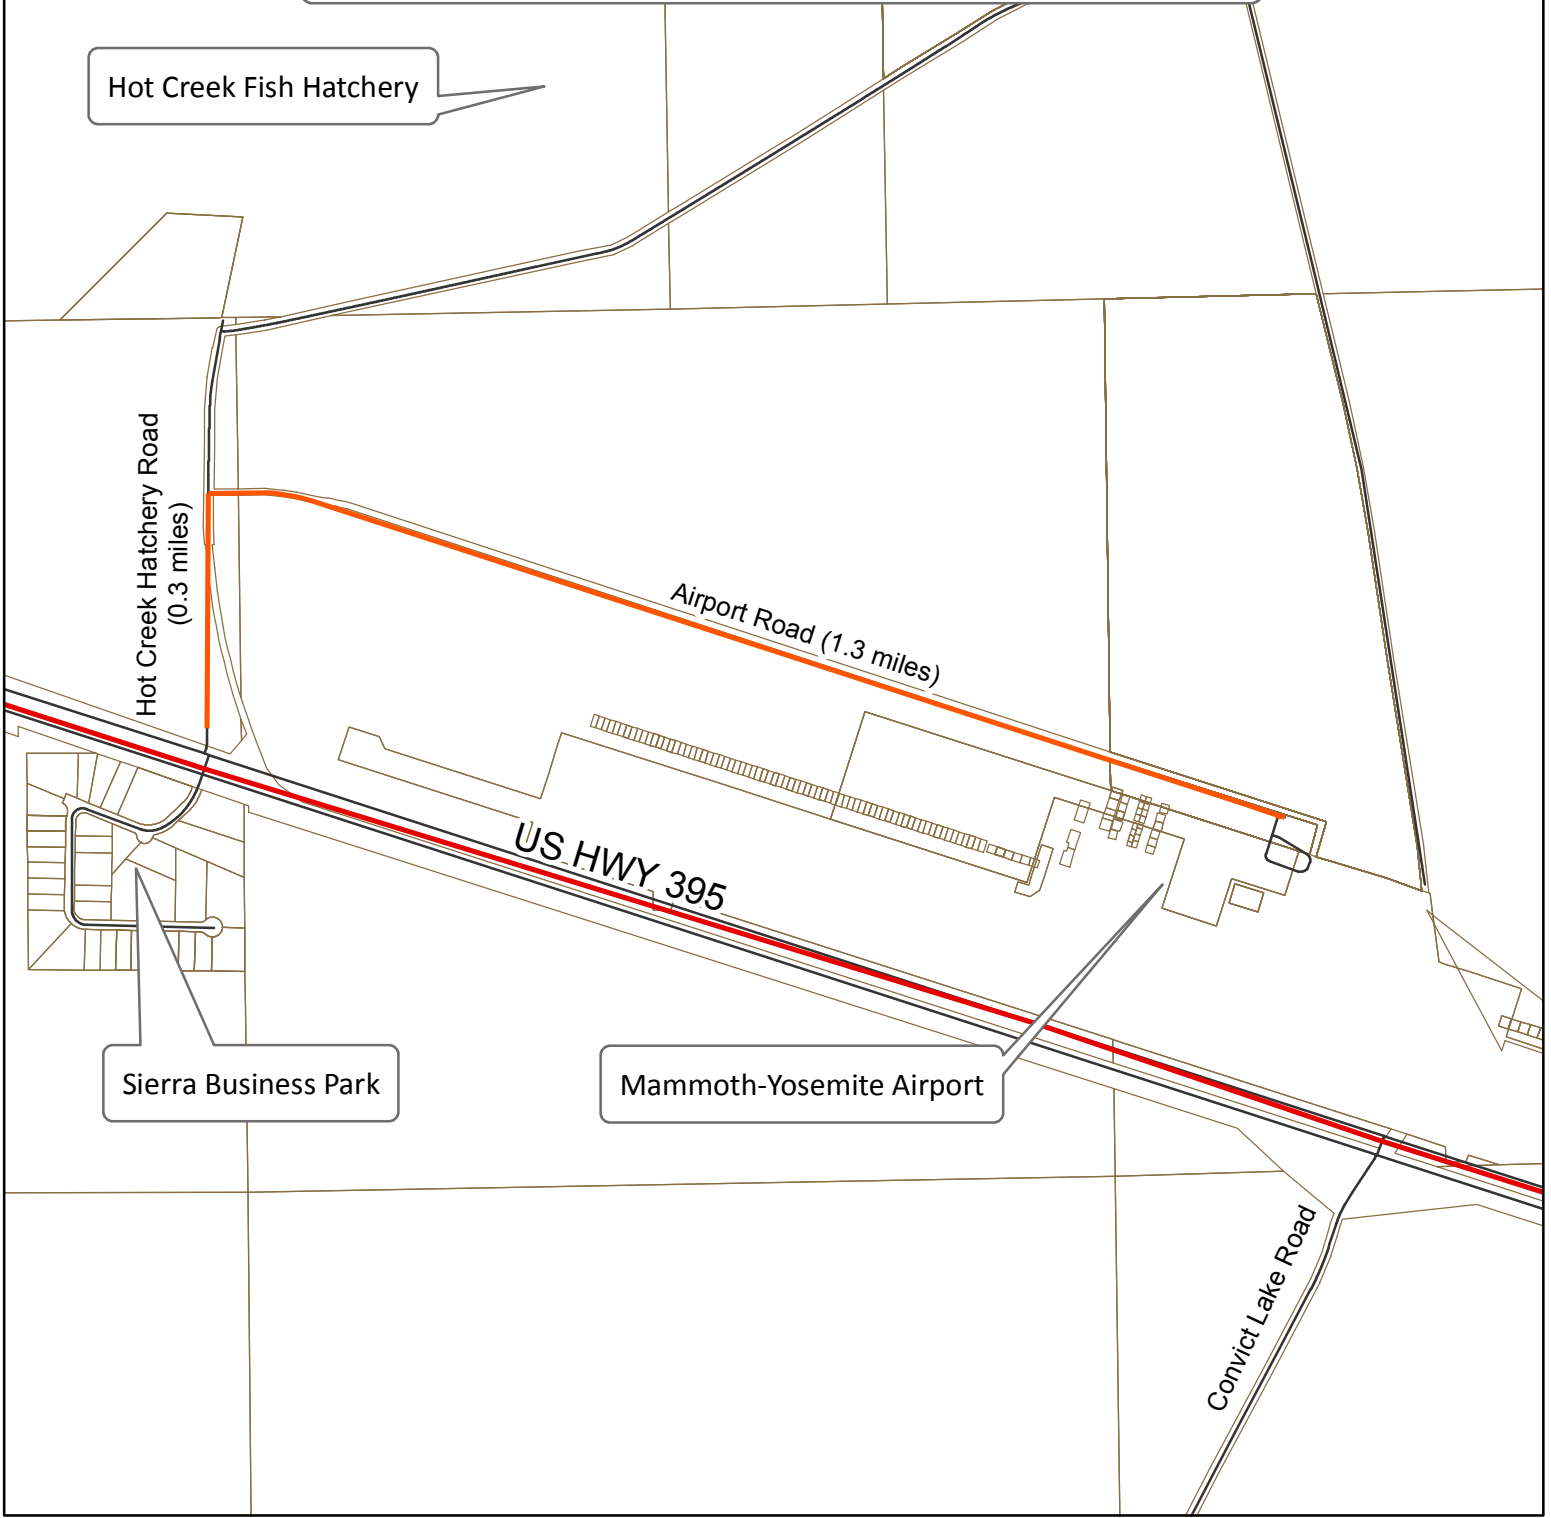 Hot Creek Fish Hatchery
Hot Creek Hatchery Road
(0.3 miles)
Airport Road (1.3 miles)
US HWY 395
Sierra Business Park
Mammoth-Yosemite Airport
Convict Lake Road